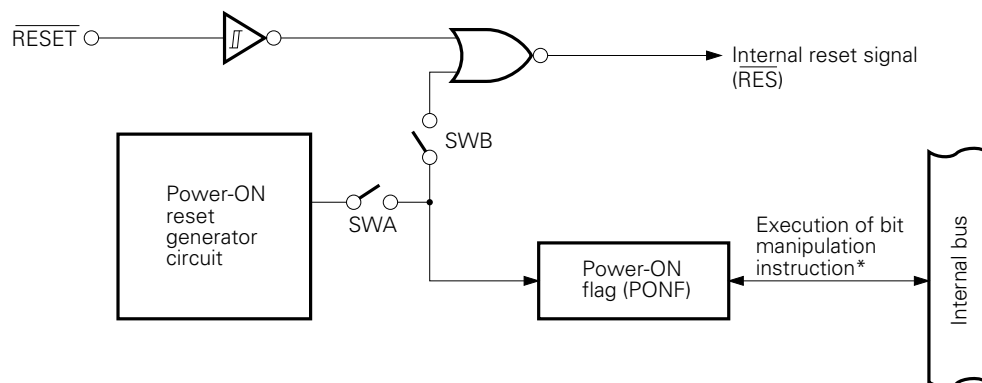 RESET
Internal reset signal
(RES)
SWB
Power-ON
reset
generator
circuit
SWA
Execution of bit
manipulation
instruction*
Power-ON
flag (PONF)
Internal bus